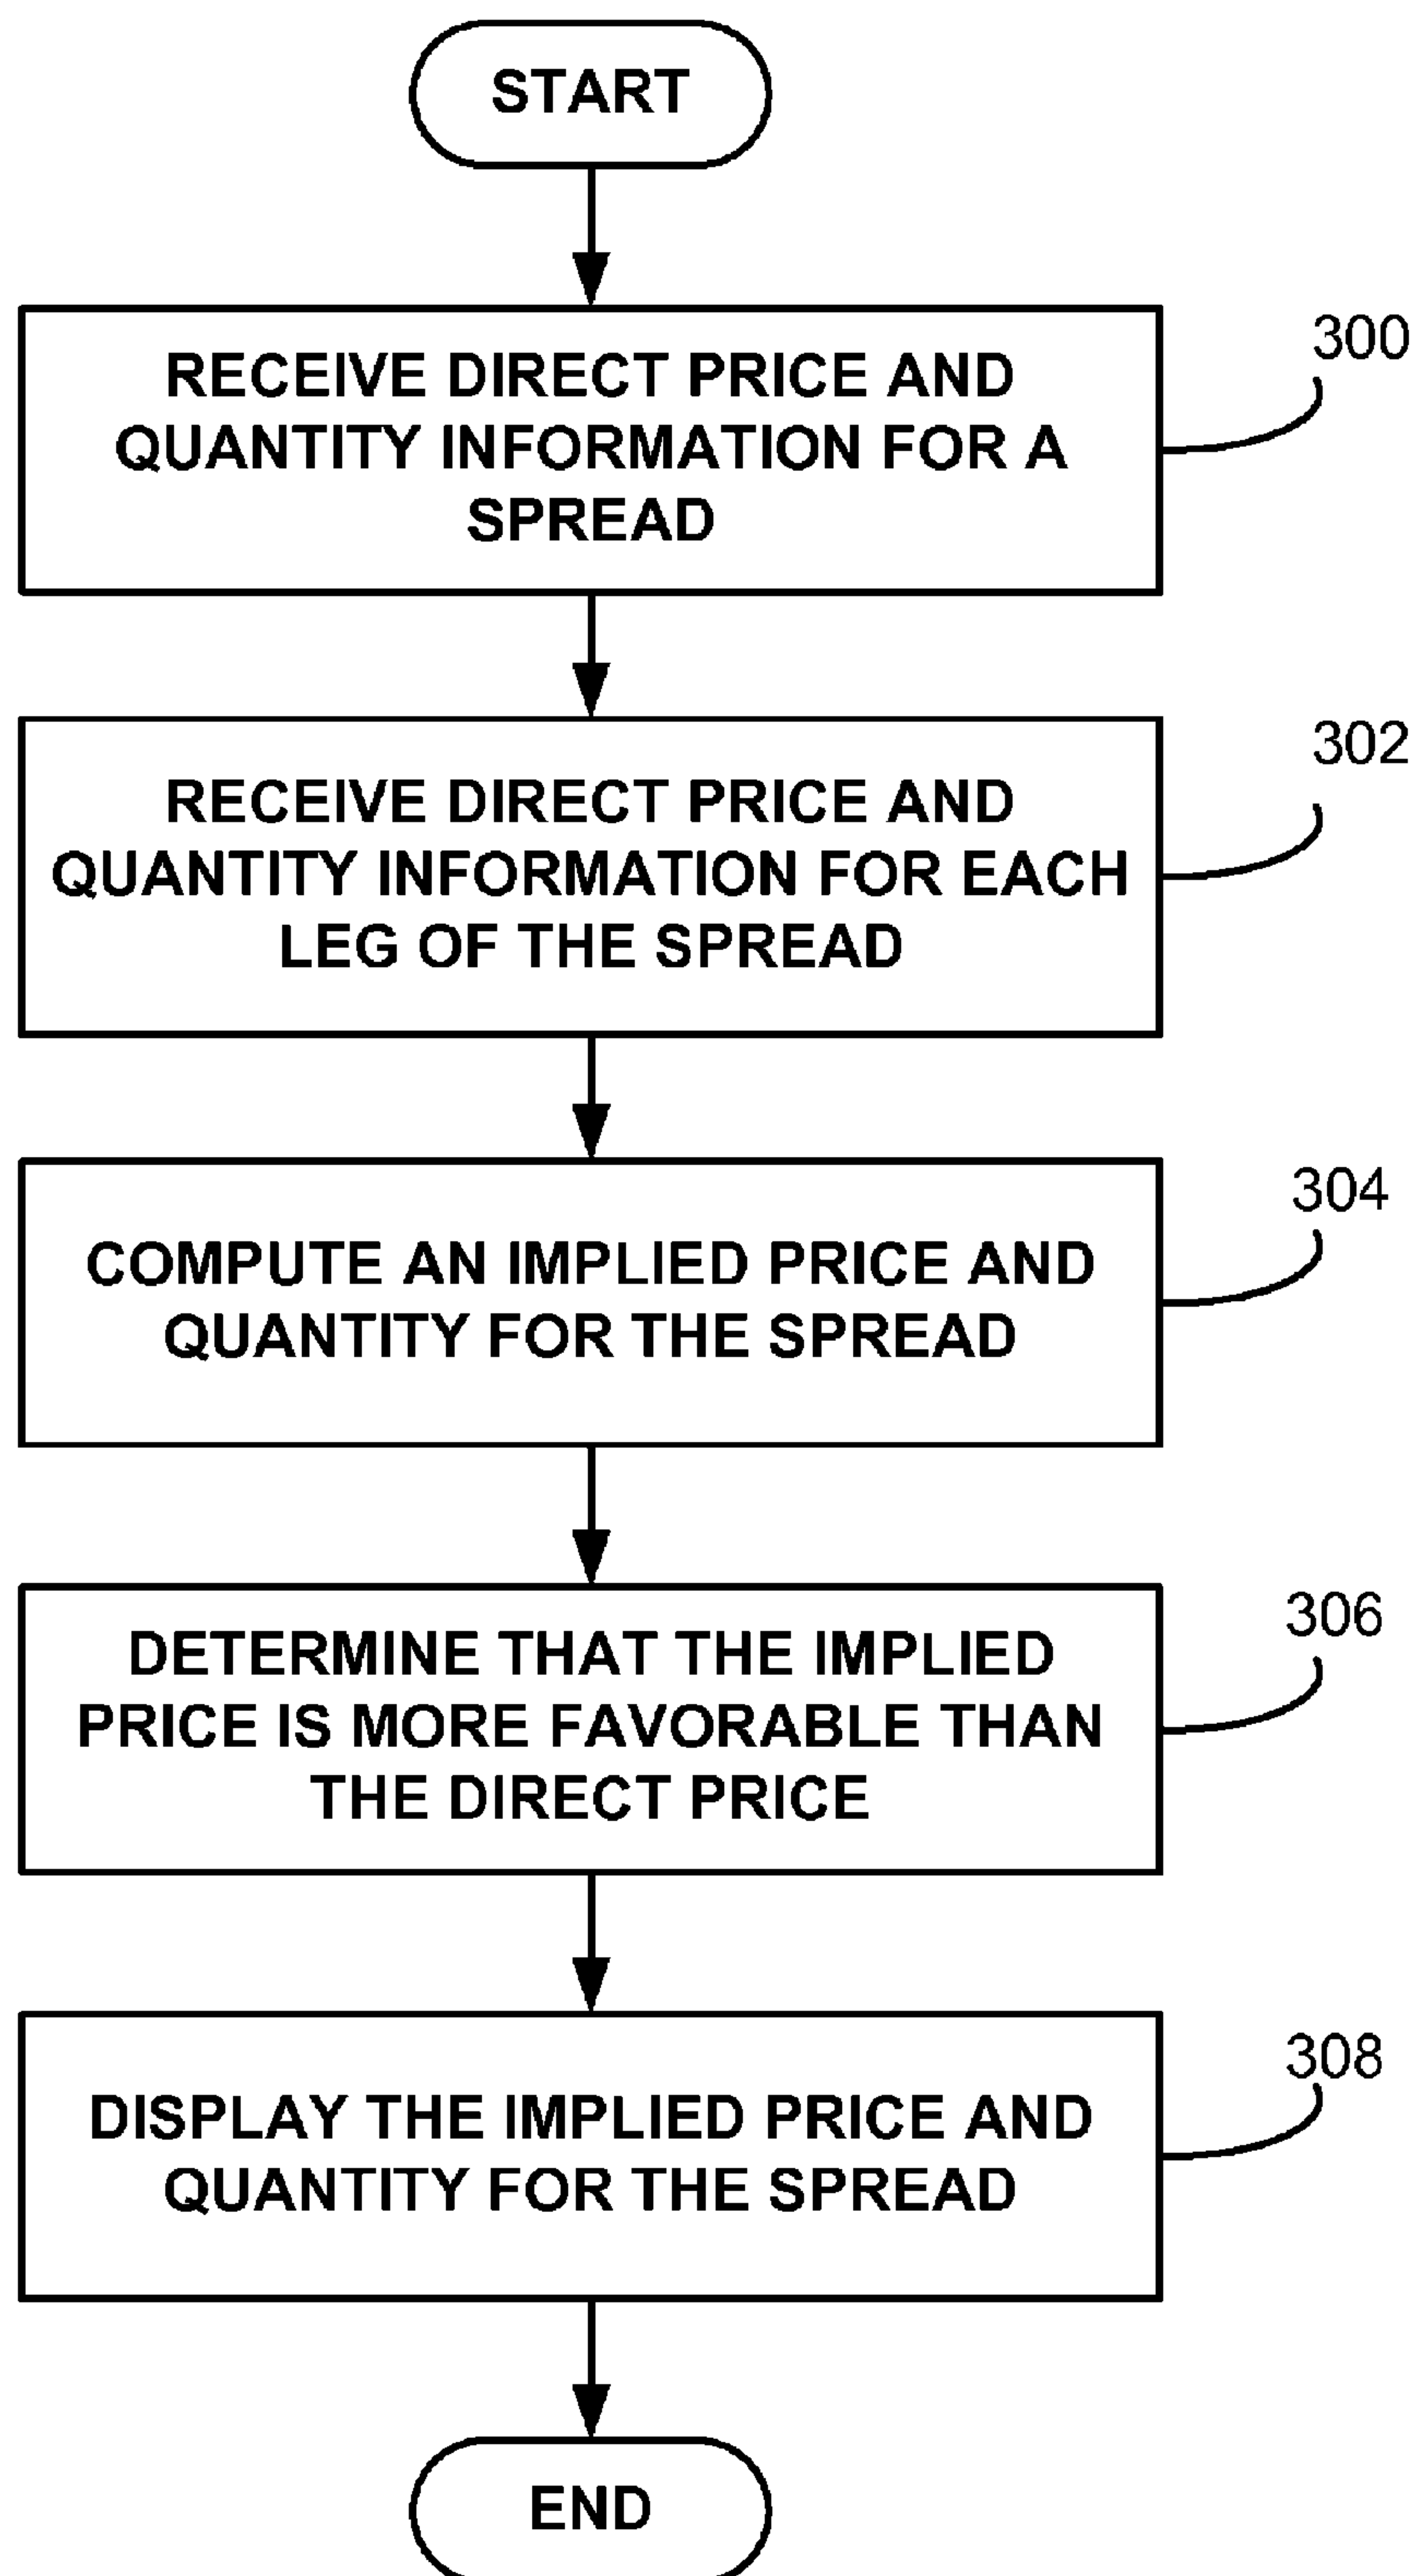 START
RECEIVE DIRECT PRICE AND
QUANTITY INFORMATION FOR A
SPREAD
300
RECEIVE DIRECT PRICE AND
QUANTITY INFORMATION FOR EACH
LEG OF THE SPREAD
302
COMPUTE AN IMPLIED PRICE AND
QUANTITY FOR THE SPREAD
304
DETERMINE THAT THE IMPLIED
PRICE IS MORE FAVORABLE THAN
THE DIRECT PRICE
306
DISPLAY THE IMPLIED PRICE AND
QUANTITY FOR THE SPREAD
308
END